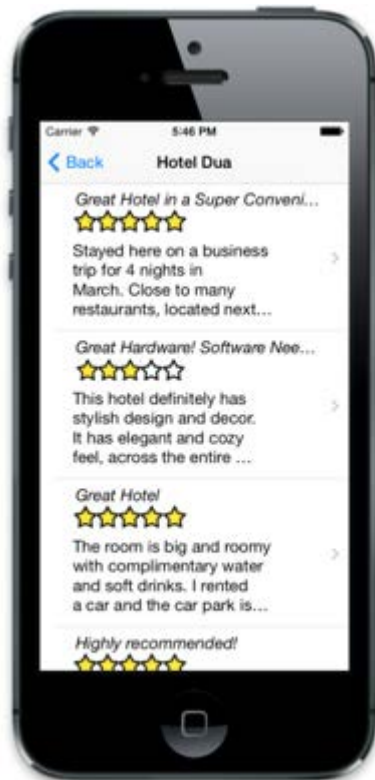 Carrier 5:46 PM
Back Hotel Dua
Great Hotel in a Super Conveni...
Stayed here on a business
trip for 4 nights in
March. Close to many
restaurants, located next...
Great Hardware! Software Nee...
This hotel definitely has
stylish design and decor.
It has elegant and cozy
feel, across the entire ...
Great Hotel
The room is big and roomy
with complimentary water
and soft drinks. I rented
a car and the car park is...
Highly recommended!